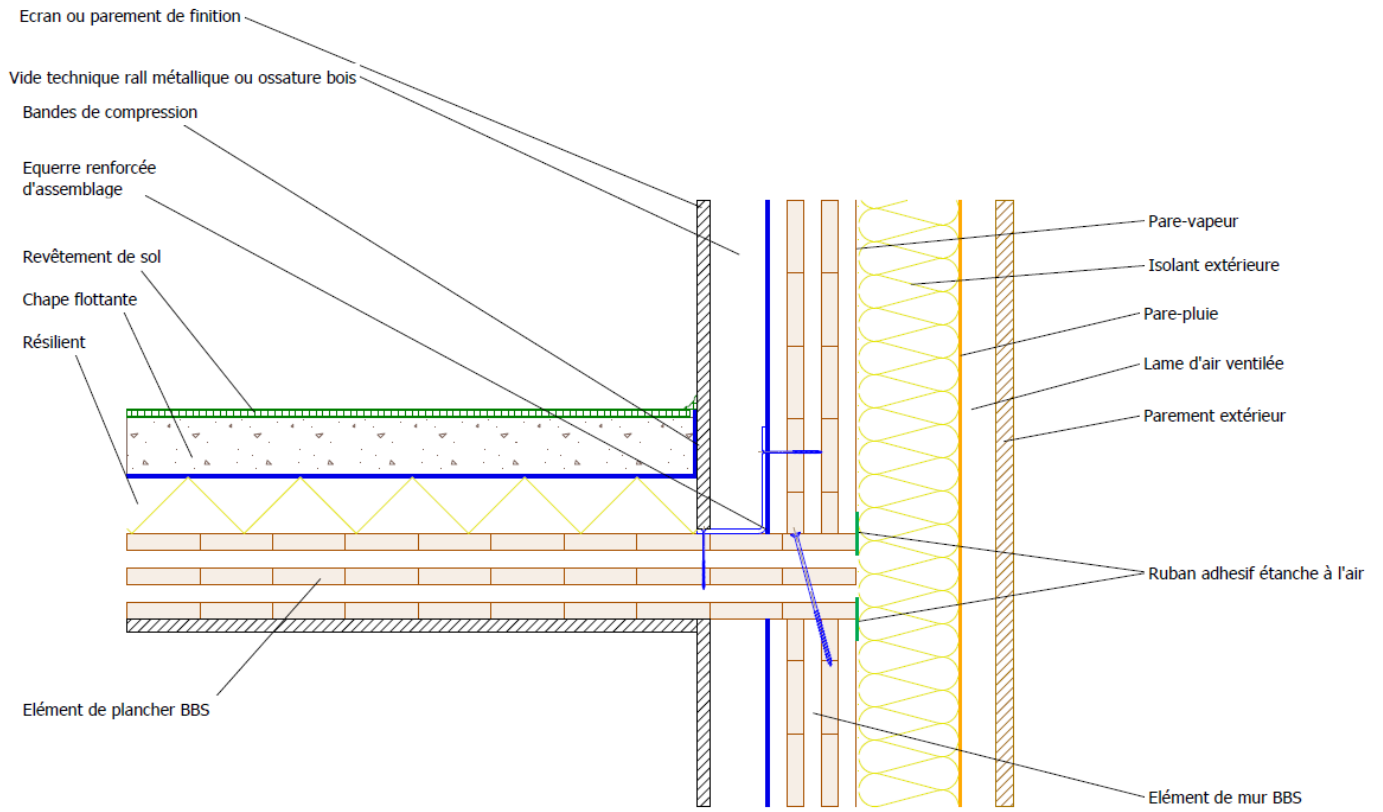 Ecran ou parement de finition
Vide technique rall métallique ou ossature bois
Bandes de compression
Equerre renforcée
d'assemblage
Revêtement de sol
Chape flottante
Résilient
Elément de plancher BBS
Pare-vapeur
Isolant extérieure
Pare-pluie
Lame d'air ventilée
Parement extérieur
Ruban adhesif étanche à l'air
Elément de mur BBS